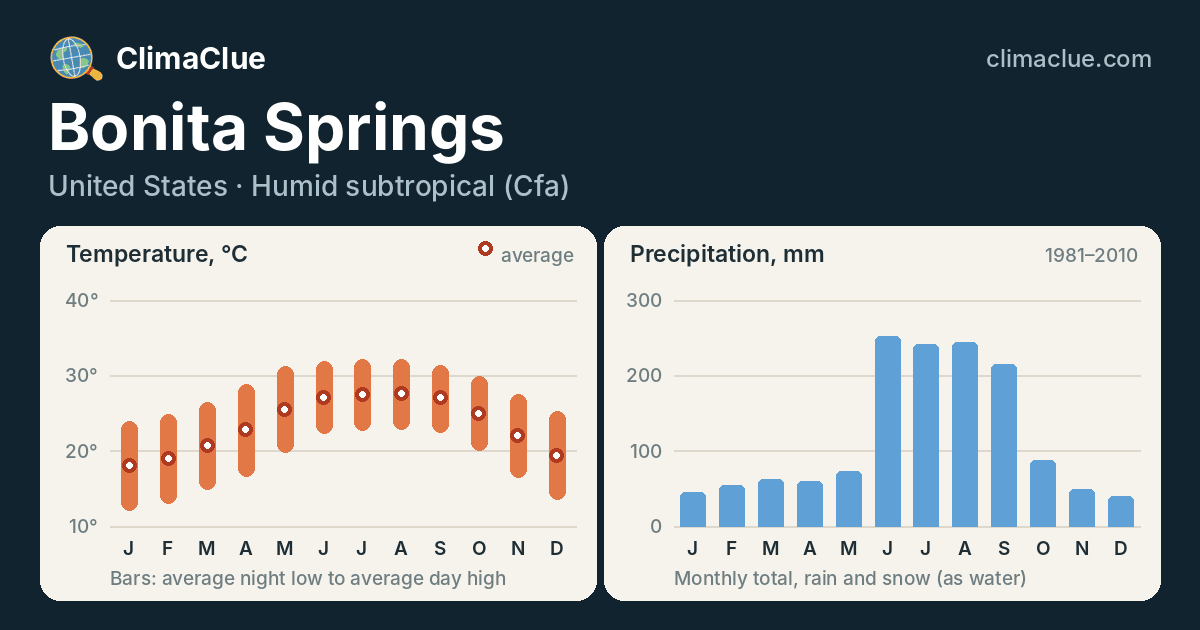 ClimaClue
climaclue.com
Bonita Springs
United States · Humid subtropical (Cfa)
Temperature, °C
average
40°
30°
20°
10°
J F M A M J J A S O N D
Bars: average night low to average day high
Precipitation, mm
1981–2010
300
200
100
0
J F M A M J J A S O N D
Monthly total, rain and snow (as water)